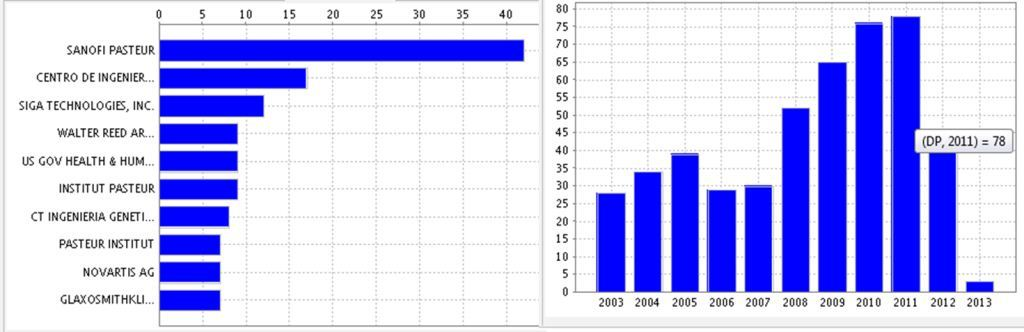 0 5 10 15 20 25 30 35 40
SANOFI PASTEUR
CENTRO DE INGENIER...
SIGA TECHNOLOGIES, INC.
WALTER REED AR...
US GOV HEALTH & HUM...
INSTITUT PASTEUR
CT INGENIERIA GENETI...
PASTEUR INSTITUT
NOVARTIS AG
GLAXOSMITHKLI...
80
75
70
65
60
55
50
45
40
35
30
25
20
15
10
5
0
(DP, 2011) = 78
2003 2004 2005 2006 2007 2008 2009 2010 2011 2012 2013